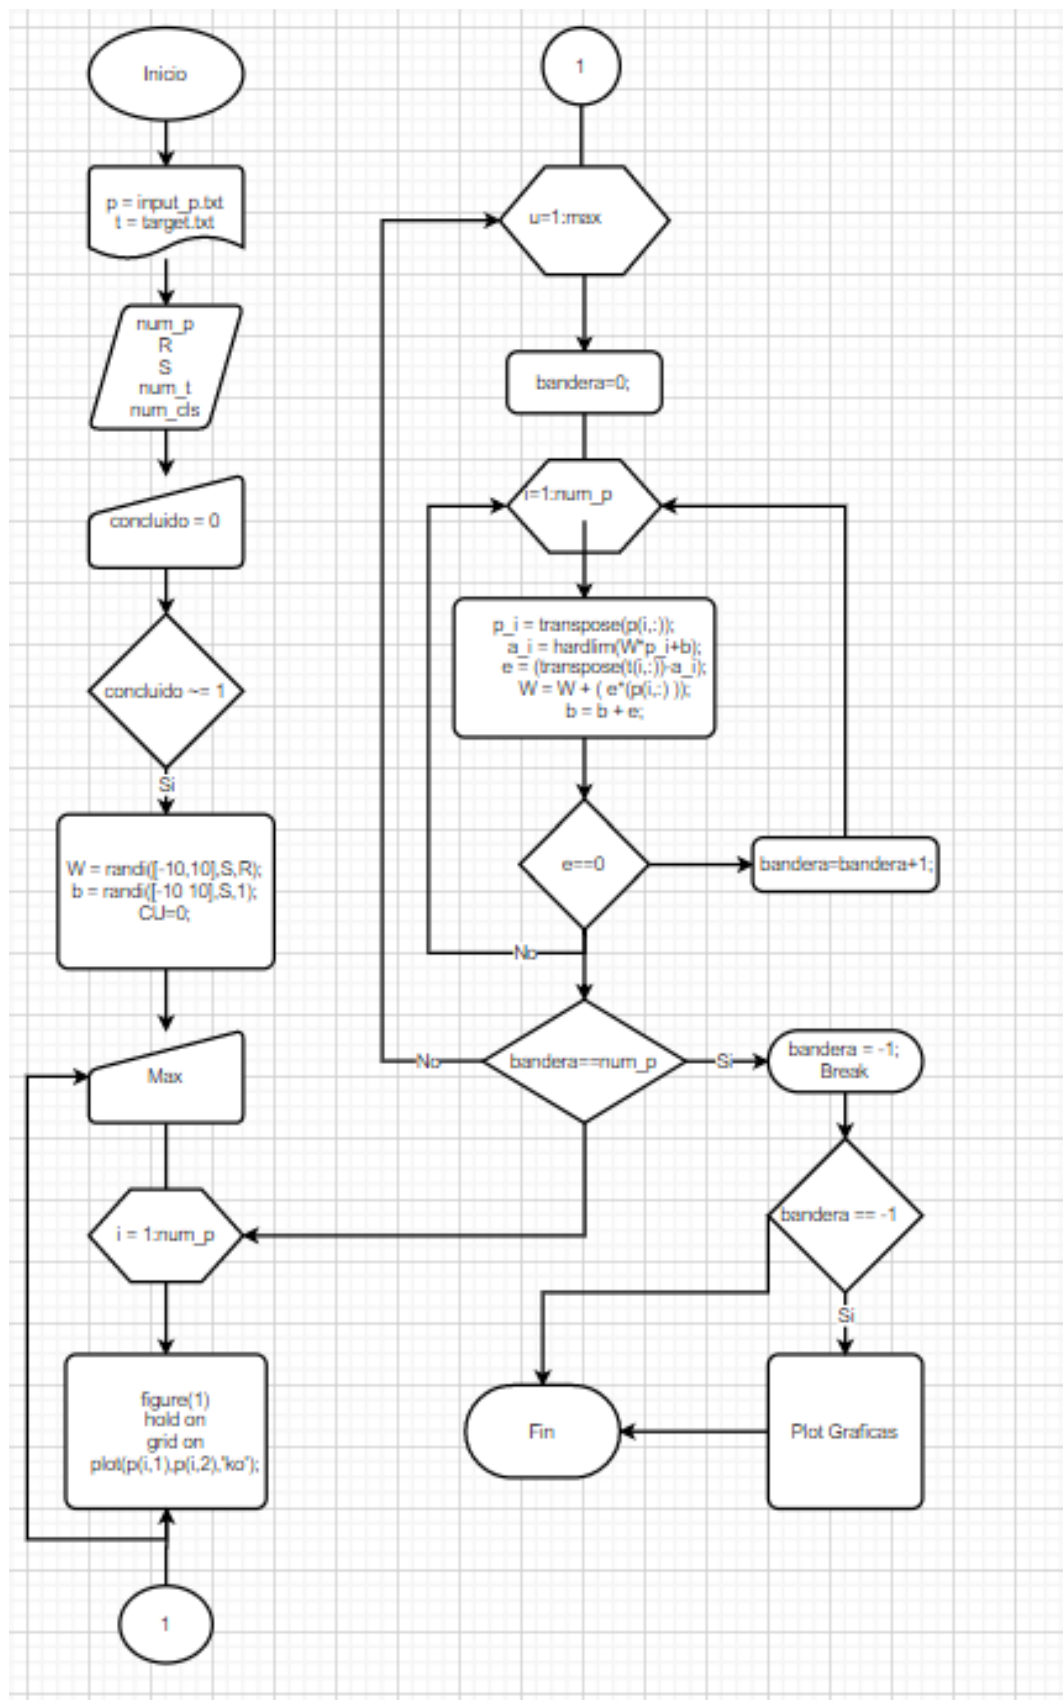 Inicio
p = input_p.txt
t = target.txt
num_p
R
S
num_t
num_cls
concluido = 0
concluido ~= 1
Si
W = randi([-10,10],S,R);
b = randi([-10 10],S,1);
CU=0;
Max
i = 1:num_p
figure(1)
hold on
grid on
plot(p(i,1),p(i,2),'ko');
1
1
u=1:max
bandera=0;
i=1:num_p
p_i = transpose(p(i,:));
a_i = hardlim(W*p_i+b);
e = (transpose(t(i,:))-a_i);
W = W + ( e*(p(i,:) ));
b = b + e;
e==0
bandera=bandera+1;
No
bandera==num_p
No
Si
bandera = -1;
Break
bandera == -1
Si
Plot Graficas
Fin